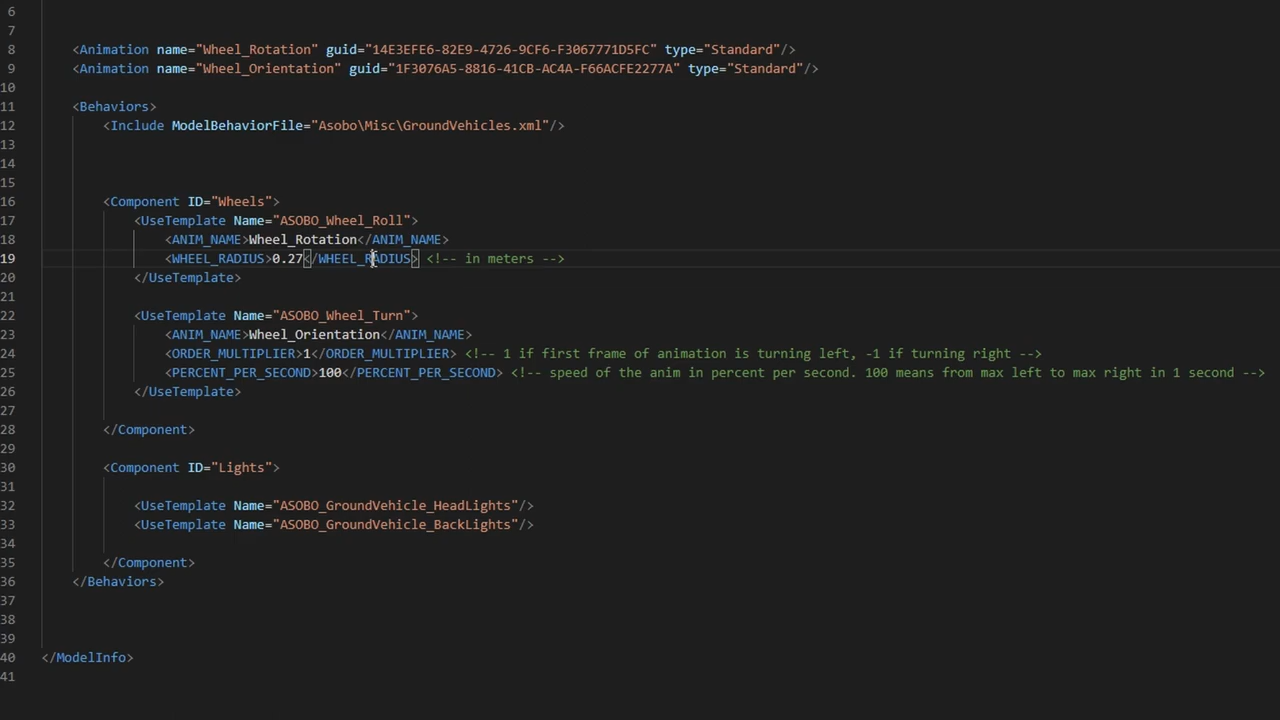 6
7
8 <Animation name="Wheel_Rotation" guid="14E3EFE6-82E9-4726-9CF6-F3067771D5FC" type="Standard"/>
9 <Animation name="Wheel_Orientation" guid="1F3076A5-8816-41CB-AC4A-F66ACFE2277A" type="Standard"/>
10
11 <Behaviors>
12 <Include ModelBehaviorFile="Asobo\Misc\GroundVehicles.xml"/>
13
14
15
16 <Component ID="Wheels">
17 <UseTemplate Name="ASOBO_Wheel_Roll">
18 <ANIM_NAME>Wheel_Rotation</ANIM_NAME>
19 <WHEEL_RADIUS>0.27</WHEEL_RADIUS> <!-- in meters -->
20 </UseTemplate>
21
22 <UseTemplate Name="ASOBO_Wheel_Turn">
23 <ANIM_NAME>Wheel_Orientation</ANIM_NAME>
24 <ORDER_MULTIPLIER>1</ORDER_MULTIPLIER> <!-- 1 if first frame of animation is turning left, -1 if turning right -->
25 <PERCENT_PER_SECOND>100</PERCENT_PER_SECOND> <!-- speed of the anim in percent per second. 100 means from max left to max right in 1 second -->
26 </UseTemplate>
27
28 </Component>
29
30 <Component ID="Lights">
31
32 <UseTemplate Name="ASOBO_GroundVehicle_HeadLights"/>
33 <UseTemplate Name="ASOBO_GroundVehicle_BackLights"/>
34
35 </Component>
36 </Behaviors>
37
38
39
40 </ModelInfo>
41